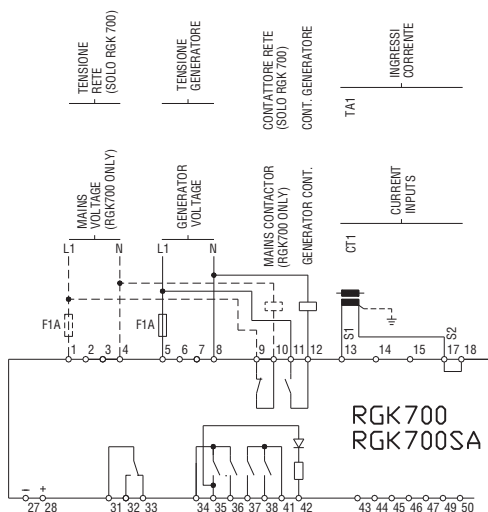 TENSIONE
RETE
(SOLO RGK 700)
TENSIONE
GENERATORE
CONTATTORE RETE
(SOLO RGK 700)
CONT. GENERATORE
TA1
INGRESSI
CORRENTE
MAINS
VOLTAGE
(RGK700 ONLY)
GENERATOR
VOLTAGE
MAINS CONTACTOR
(RGK700 ONLY)
GENERATOR CONT.
CT1
CURRENT
INPUTS
L1 N L1 N
F1A F1A S1 S2
1 2 3 4 5 6 7 8 9 10 11 12 13 14 15 17 18
RGK700
RGK700SA
– +
27 28 31 32 33 34 35 36 37 38 41 42 43 44 45 46 47 49 50